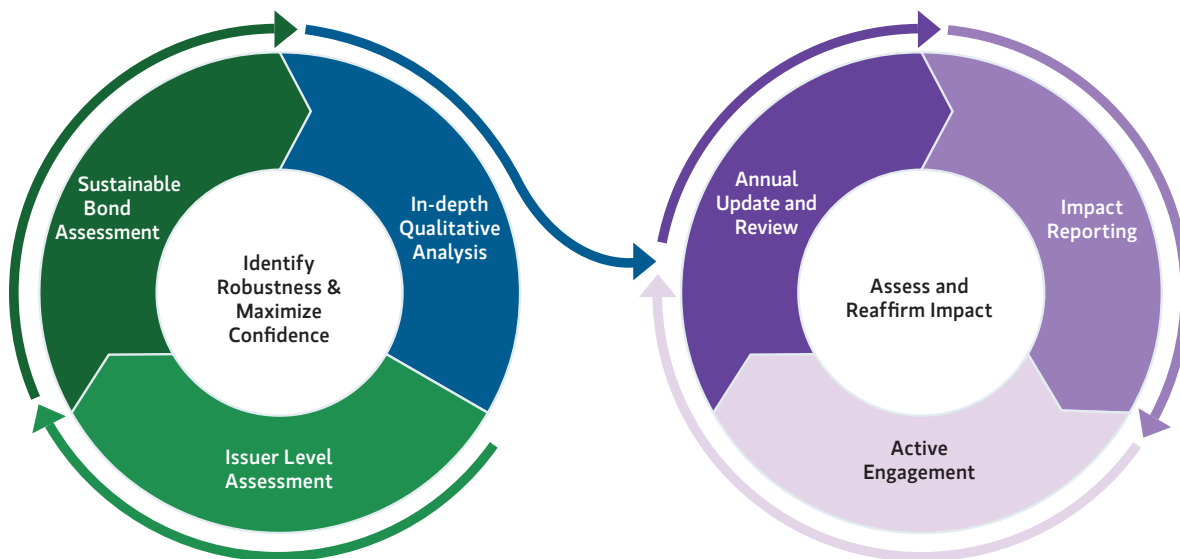 Sustainable
Bond
Assessment
In-depth
Qualitative
Analysis
Identify
Robustness &
Maximize
Confidence
Issuer Level
Assessment
Annual
Update and
Review
Impact
Reporting
Assess and
Reaffirm Impact
Active
Engagement